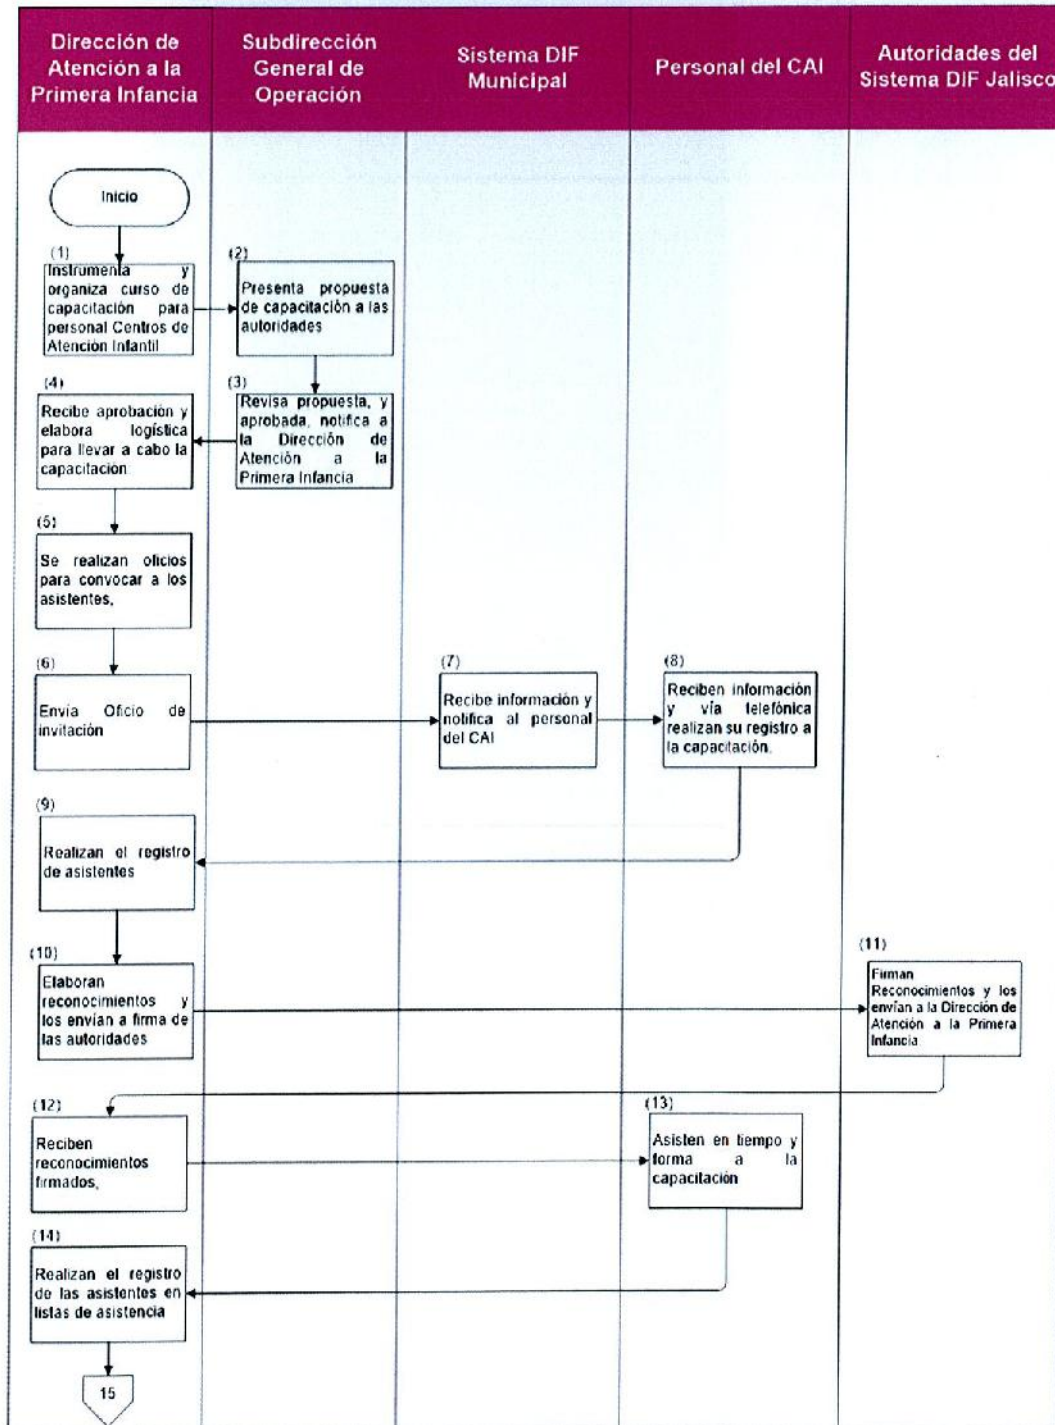 Dirección de
Atención a la
Primera Infancia
Subdirección
General de
Operación
Sistema DIF
Municipal
Personal del CAI
Autoridades del
Sistema DIF Jalisco
Inicio
(1)
Instrumenta y
organiza curso de
capacitación para
personal Centros de
Atención Infantil
(2)
Presenta propuesta
de capacitación a las
autoridades
(3)
Revisa propuesta, y
aprobada, notifica a
la Dirección de
Atención a la
Primera Infancia
(4)
Recibe aprobación y
elabora logística
para llevar a cabo la
capacitación
(5)
Se realizan oficios
para convocar a los
asistentes,
(6)
Envía Oficio de
invitación
(7)
Recibe información y
notifica al personal
del CAI
(8)
Reciben información
y vía telefónica
realizan su registro a
la capacitación.
(9)
Realizan el registro
de asistentes
(10)
Elaboran
reconocimientos y
los envían a firma de
las autoridades
(11)
Firman
Reconocimientos y los
envían a la Dirección de
Atención a la Primera
Infancia
(12)
Reciben
reconocimientos
firmados,
(13)
Asisten en tiempo y
forma a la
capacitación
(14)
Realizan el registro
de las asistentes en
listas de asistencia
15